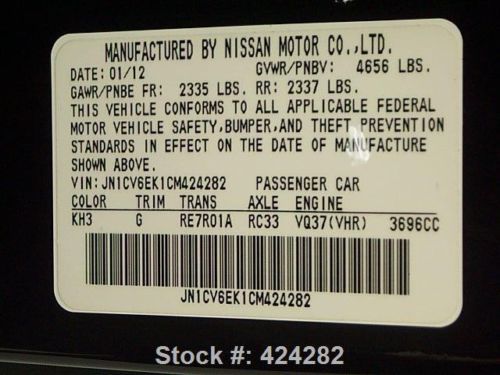 MANUFACTURED BY NISSAN MOTOR CO.,LTD.
DATE: 01/12 GVWR/PNBV: 4656 LBS.
GAWR/PNBE FR: 2335 LBS. RR: 2337 LBS.
THIS VEHICLE CONFORMS TO ALL APPLICABLE FEDERAL
MOTOR VEHICLE SAFETY,BUMPER,AND THEFT PREVENTION
STANDARDS IN EFFECT ON THE DATE OF MANUFACTURE
SHOWN ABOVE.
VIN:JN1CV6EK1CM424282 PASSENGER CAR
COLOR TRIM TRANS AXLE ENGINE
KH3 G RE7R01A RC33 VQ37(VHR) 3696CC
JN1CV6EK1CM424282
Stock #: 424282